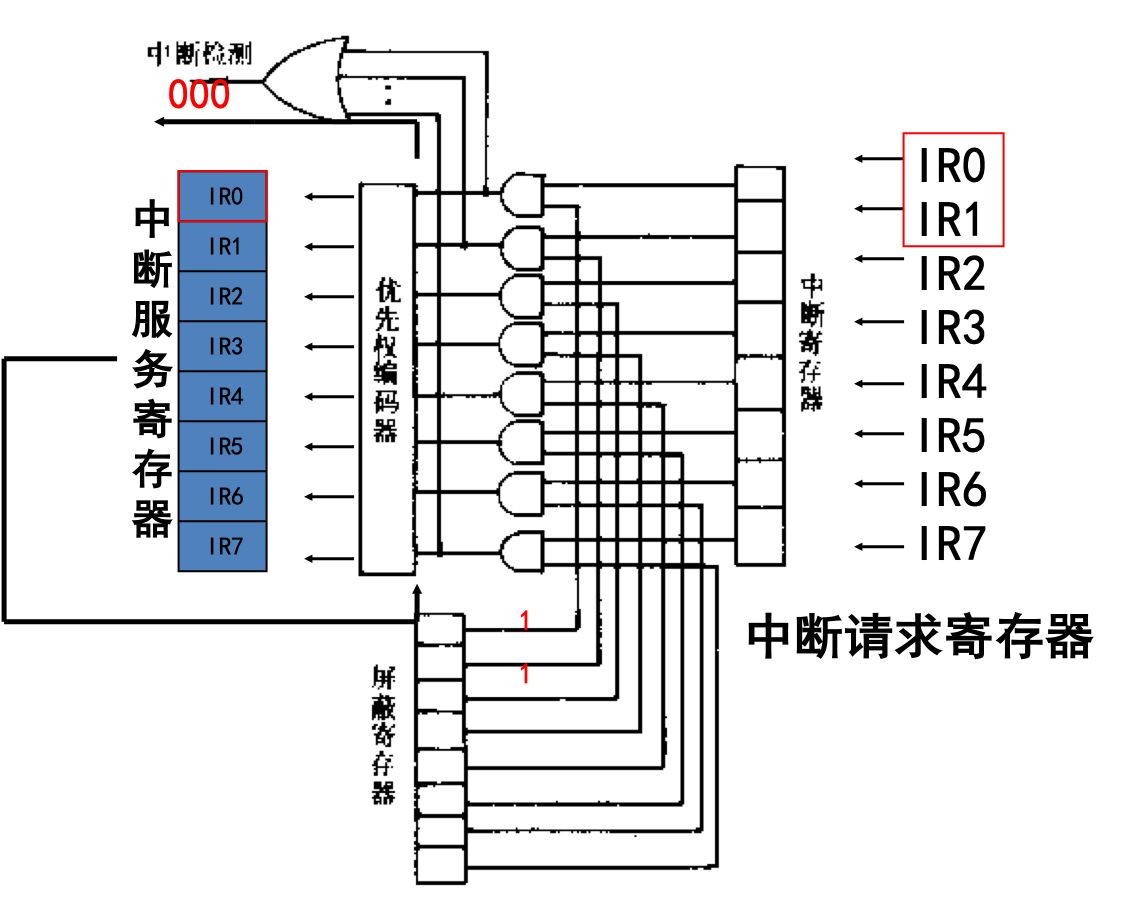 中断检测
000
IR0
IR1
IR2
IR3
IR4
IR5
IR6
IR7
中断服务寄存器
优先权编码器
中断寄存器
IR0
IR1
IR2
IR3
IR4
IR5
IR6
IR7
中断请求寄存器
1
1
屏蔽寄存器